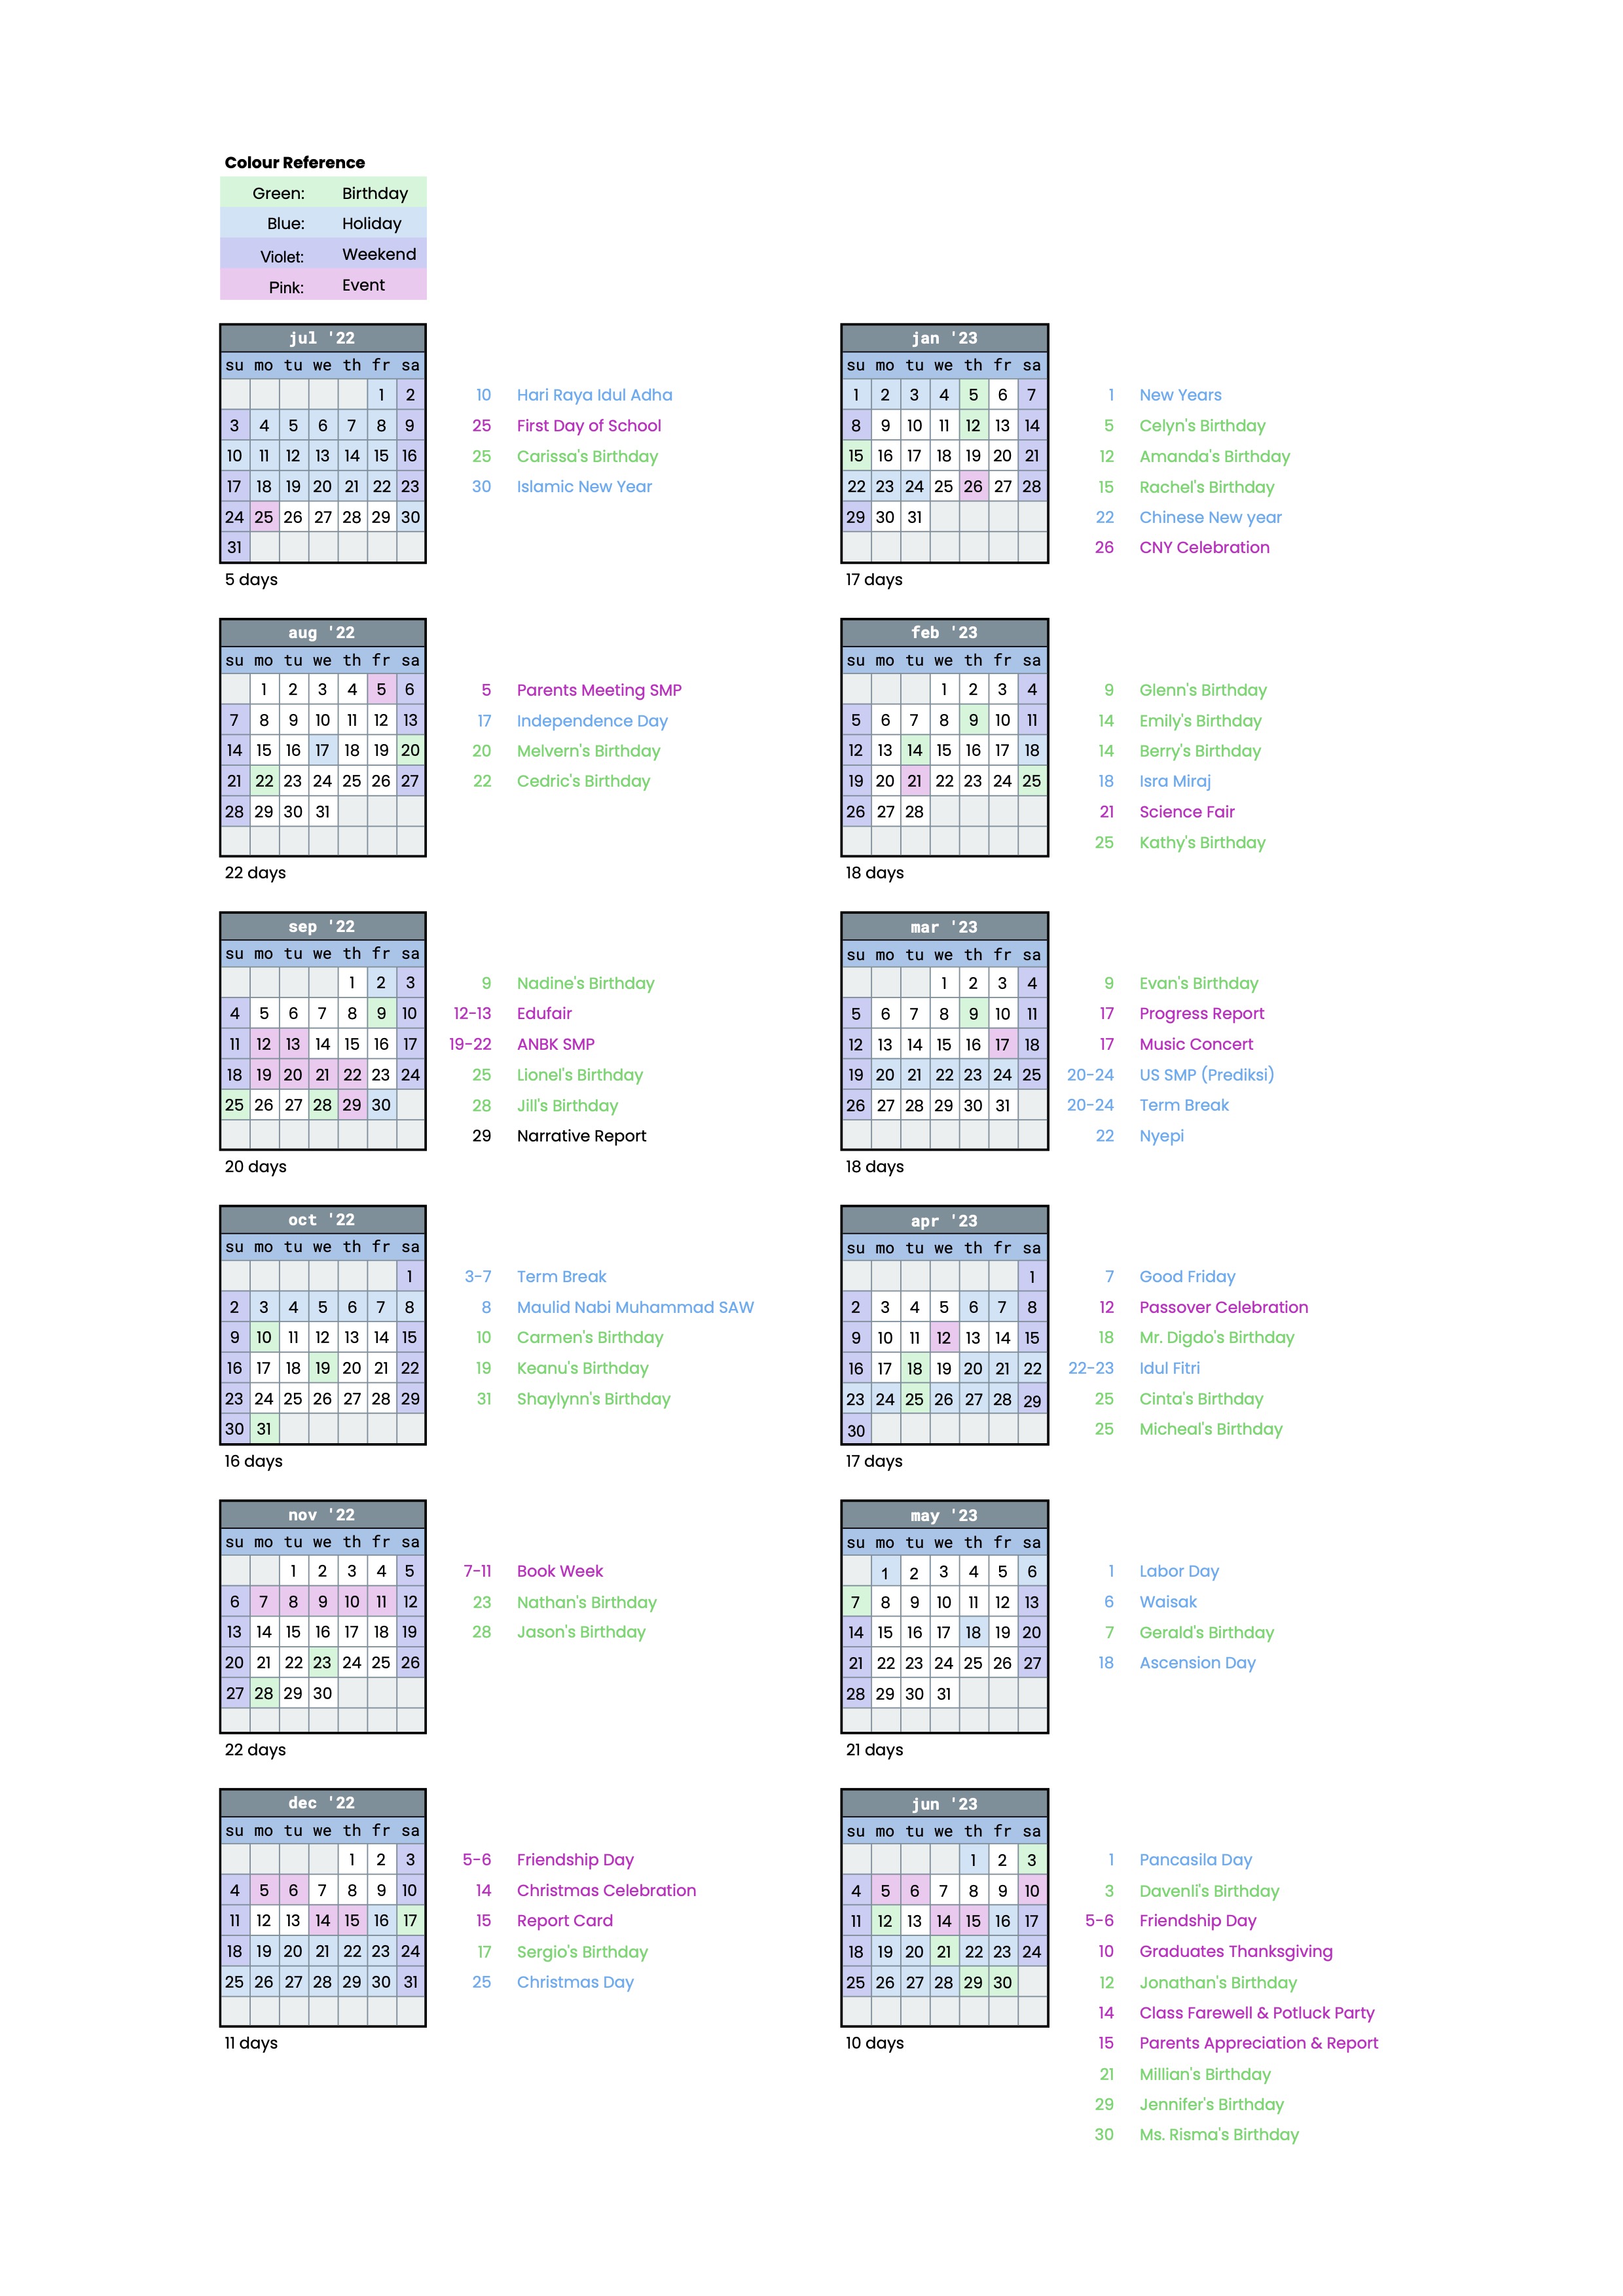 Colour Reference
Green: Birthday
Blue: Holiday
Violet: Weekend
Pink: Event
jul '22
su mo tu we th fr sa
1 2
3 4 5 6 7 8 9
10 11 12 13 14 15 16
17 18 19 20 21 22 23
24 25 26 27 28 29 30
31
5 days
10 Hari Raya Idul Adha
25 First Day of School
25 Carissa's Birthday
30 Islamic New Year
aug '22
su mo tu we th fr sa
1 2 3 4 5 6
7 8 9 10 11 12 13
14 15 16 17 18 19 20
21 22 23 24 25 26 27
28 29 30 31
22 days
5 Parents Meeting SMP
17 Independence Day
20 Melvern's Birthday
22 Cedric's Birthday
sep '22
su mo tu we th fr sa
1 2 3
4 5 6 7 8 9 10
11 12 13 14 15 16 17
18 19 20 21 22 23 24
25 26 27 28 29 30
20 days
9 Nadine's Birthday
12-13 Edufair
19-22 ANBK SMP
25 Lionel's Birthday
28 Jill's Birthday
29 Narrative Report
oct '22
su mo tu we th fr sa
1
2 3 4 5 6 7 8
9 10 11 12 13 14 15
16 17 18 19 20 21 22
23 24 25 26 27 28 29
30 31
16 days
3-7 Term Break
8 Maulid Nabi Muhammad SAW
10 Carmen's Birthday
19 Keanu's Birthday
31 Shaylynn's Birthday
nov '22
su mo tu we th fr sa
1 2 3 4 5
6 7 8 9 10 11 12
13 14 15 16 17 18 19
20 21 22 23 24 25 26
27 28 29 30
22 days
7-11 Book Week
23 Nathan's Birthday
28 Jason's Birthday
dec '22
su mo tu we th fr sa
1 2 3
4 5 6 7 8 9 10
11 12 13 14 15 16 17
18 19 20 21 22 23 24
25 26 27 28 29 30 31
11 days
5-6 Friendship Day
14 Christmas Celebration
15 Report Card
17 Sergio's Birthday
25 Christmas Day
jan '23
su mo tu we th fr sa
1 2 3 4 5 6 7
8 9 10 11 12 13 14
15 16 17 18 19 20 21
22 23 24 25 26 27 28
29 30 31
17 days
1 New Years
5 Celyn's Birthday
12 Amanda's Birthday
15 Rachel's Birthday
22 Chinese New year
26 CNY Celebration
feb '23
su mo tu we th fr sa
1 2 3 4
5 6 7 8 9 10 11
12 13 14 15 16 17 18
19 20 21 22 23 24 25
26 27 28
18 days
9 Glenn's Birthday
14 Emily's Birthday
14 Berry's Birthday
18 Isra Miraj
21 Science Fair
25 Kathy's Birthday
mar '23
su mo tu we th fr sa
1 2 3 4
5 6 7 8 9 10 11
12 13 14 15 16 17 18
19 20 21 22 23 24 25
26 27 28 29 30 31
18 days
9 Evan's Birthday
17 Progress Report
17 Music Concert
20-24 US SMP (Prediksi)
20-24 Term Break
22 Nyepi
apr '23
su mo tu we th fr sa
1
2 3 4 5 6 7 8
9 10 11 12 13 14 15
16 17 18 19 20 21 22
23 24 25 26 27 28 29
30
17 days
7 Good Friday
12 Passover Celebration
18 Mr. Digdo's Birthday
22-23 Idul Fitri
25 Cinta's Birthday
25 Micheal's Birthday
may '23
su mo tu we th fr sa
1 2 3 4 5 6
7 8 9 10 11 12 13
14 15 16 17 18 19 20
21 22 23 24 25 26 27
28 29 30 31
21 days
1 Labor Day
6 Waisak
7 Gerald's Birthday
18 Ascension Day
jun '23
su mo tu we th fr sa
1 2 3
4 5 6 7 8 9 10
11 12 13 14 15 16 17
18 19 20 21 22 23 24
25 26 27 28 29 30
10 days
1 Pancasila Day
3 Davenli's Birthday
5-6 Friendship Day
10 Graduates Thanksgiving
12 Jonathan's Birthday
14 Class Farewell & Potluck Party
15 Parents Appreciation & Report
21 Millian's Birthday
29 Jennifer's Birthday
30 Ms. Risma's Birthday